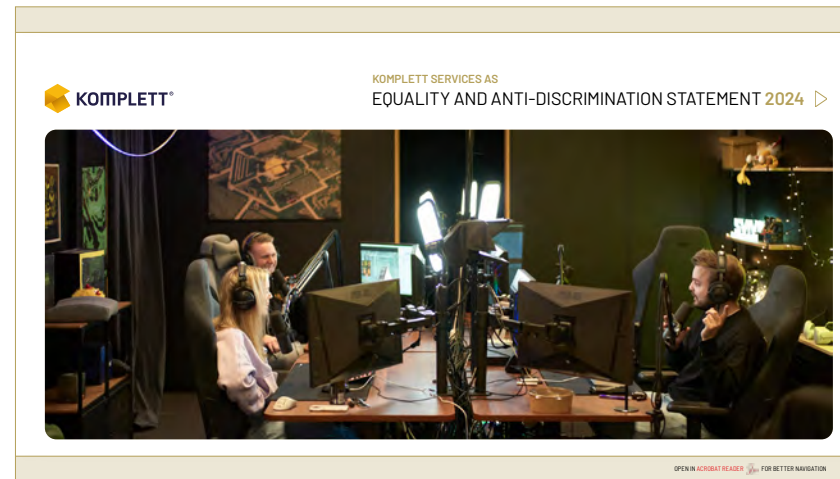 KOMPLETT SERVICES AS
KOMPLETT®
EQUALITY AND ANTI-DISCRIMINATION STATEMENT 2024
OPEN IN ACROBAT READER FOR BETTER NAVIGATION